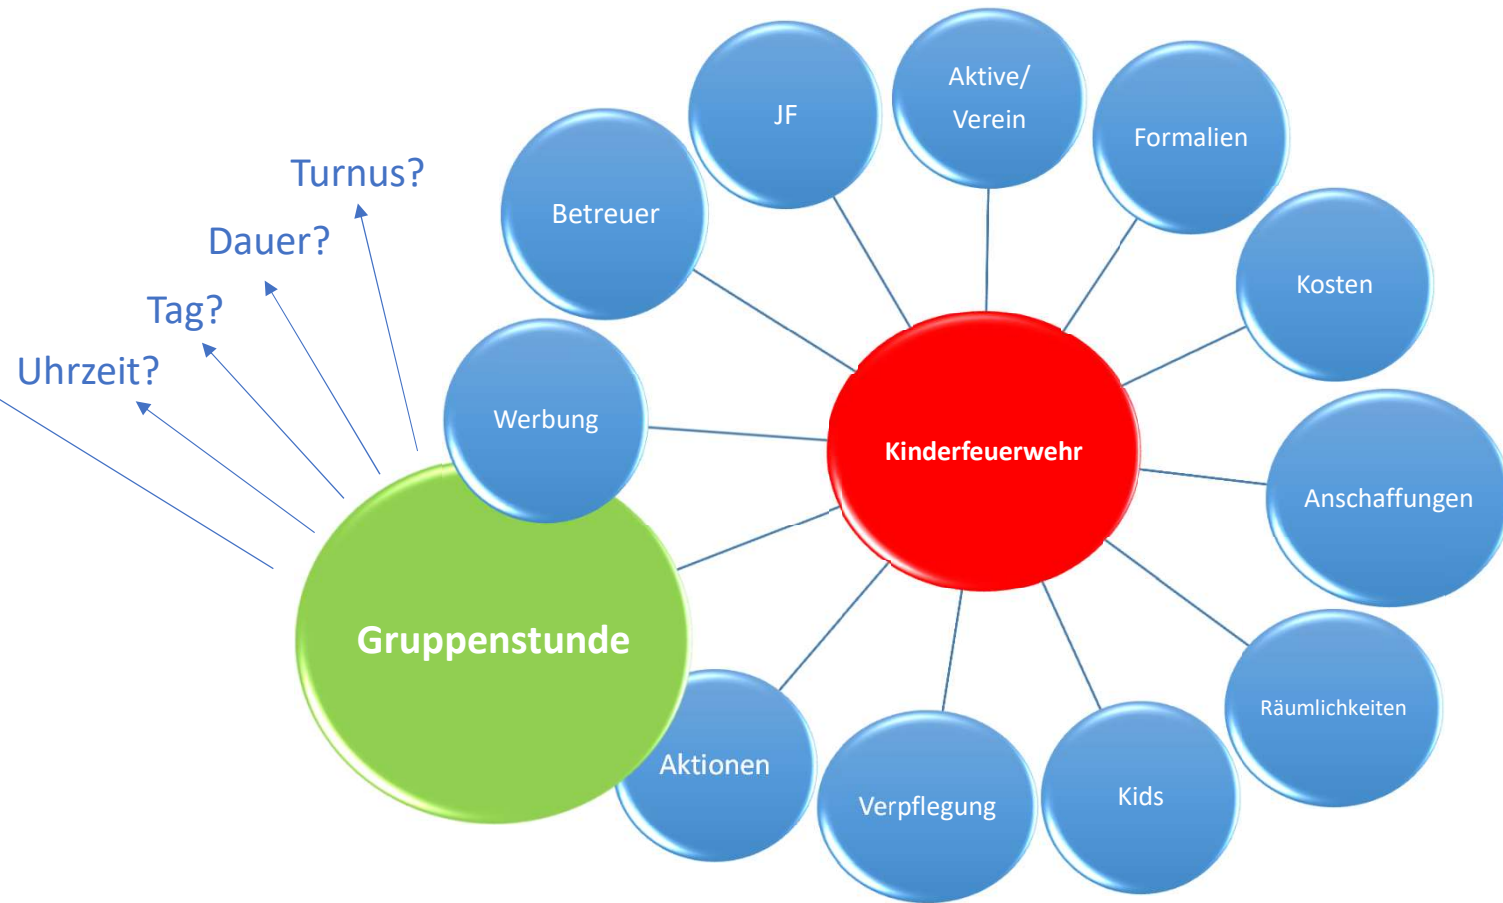 JF
Aktive/
Verein
Formalien
Turnus?
Betreuer
Dauer?
Kosten
Tag?
Uhrzeit?
Werbung
Kinderfeuerwehr
Anschaffungen
Gruppenstunde
Räumlichkeiten
Aktionen
Verpflegung
Kids